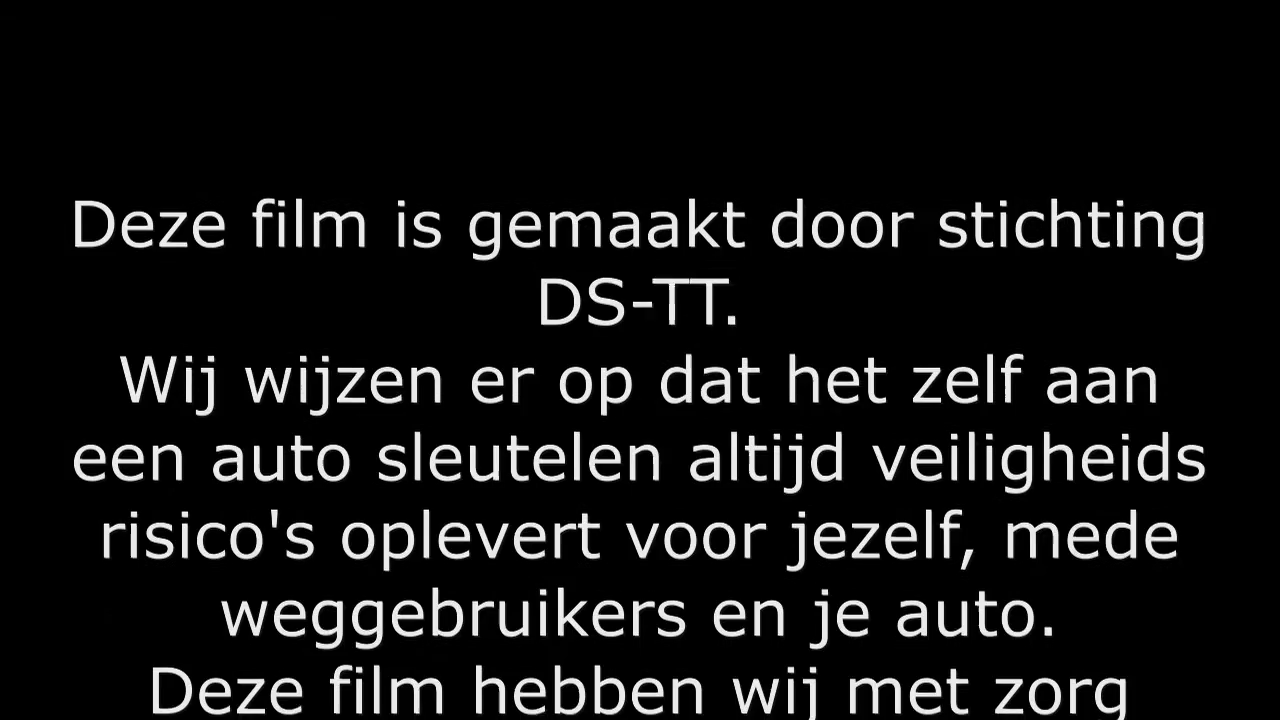 Deze film is gemaakt door stichting
DS-TT.
Wij wijzen er op dat het zelf aan
een auto sleutelen altijd veiligheids
risico's oplevert voor jezelf, mede
weggebruikers en je auto.
Deze film hebben wij met zorg